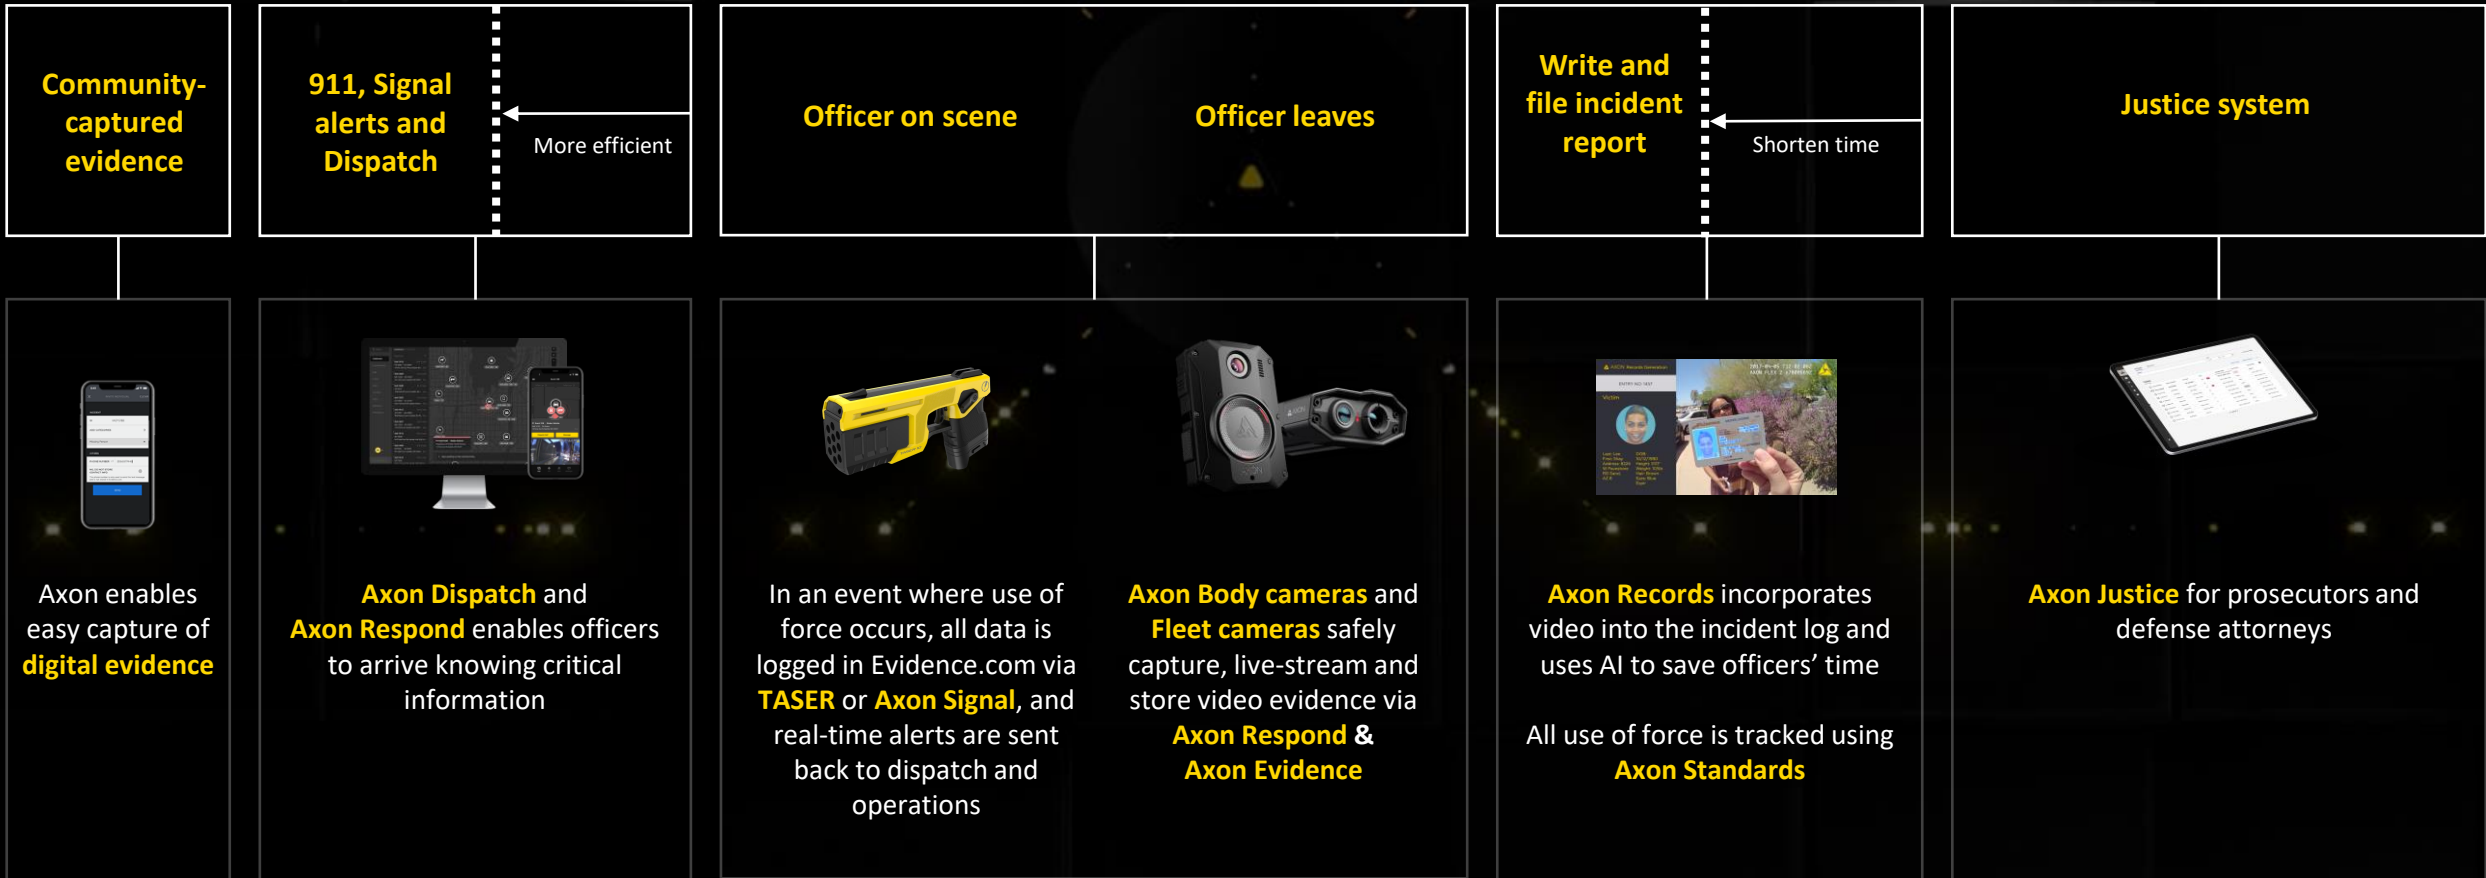 Community-
captured
evidence
911, Signal
alerts and
Dispatch
More efficient
Officer on scene
Officer leaves
Write and
file incident
report
Shorten time
Justice system
Axon enables
easy capture of
digital evidence
Axon Dispatch and
Axon Respond enables officers
to arrive knowing critical
information
In an event where use of
force occurs, all data is
logged in Evidence.com via
TASER or Axon Signal, and
real-time alerts are sent
back to dispatch and
operations
AXON
Axon Body cameras and
Fleet cameras safely
capture, live-stream and
store video evidence via
Axon Respond &
Axon Evidence
AXON Records Generation
Axon Records incorporates
video into the incident log and
uses AI to save officers’ time
All use of force is tracked using
Axon Standards
Axon Justice for prosecutors and
defense attorneys